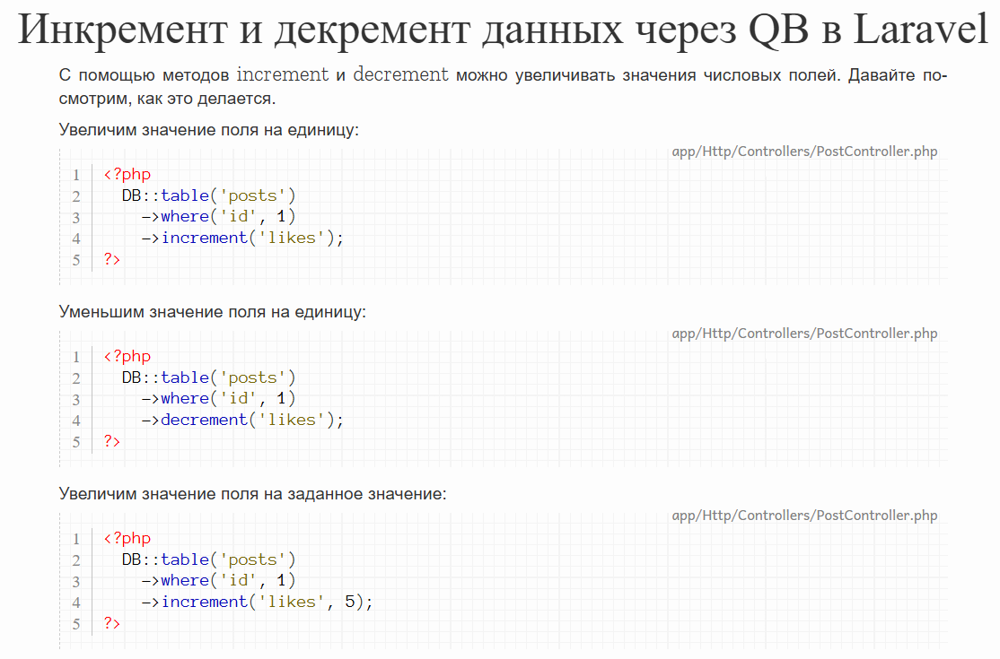 Инкремент и декремент данных через QB в Laravel
С помощью методов increment и decrement можно увеличивать значения числовых полей. Давайте по-
смотрим, как это делается.
Увеличим значение поля на единицу:
app/Http/Controllers/PostController.php
1 <?php
2 DB::table('posts')
3 ->where('id', 1)
4 ->increment('likes');
5 ?>
Уменьшим значение поля на единицу:
app/Http/Controllers/PostController.php
1 <?php
2 DB::table('posts')
3 ->where('id', 1)
4 ->decrement('likes');
5 ?>
Увеличим значение поля на заданное значение:
app/Http/Controllers/PostController.php
1 <?php
2 DB::table('posts')
3 ->where('id', 1)
4 ->increment('likes', 5);
5 ?>